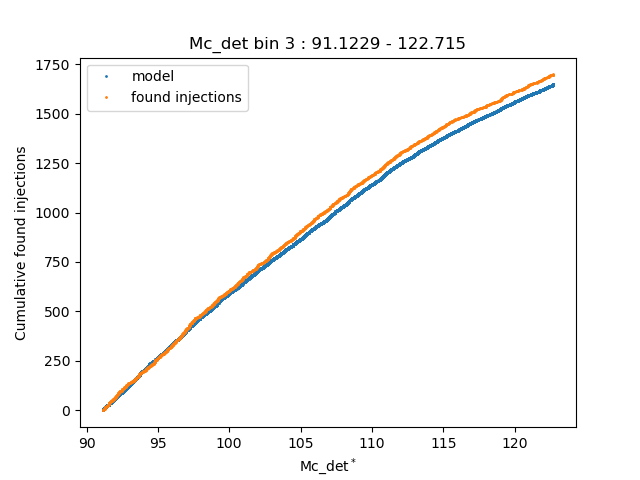 Mc_det bin 3 : 91.1229 - 122.715
model
found injections
1750
1500
1250
1000
750
500
250
0
Cumulative found injections
90 95 100 105 110 115 120
Mc_det*